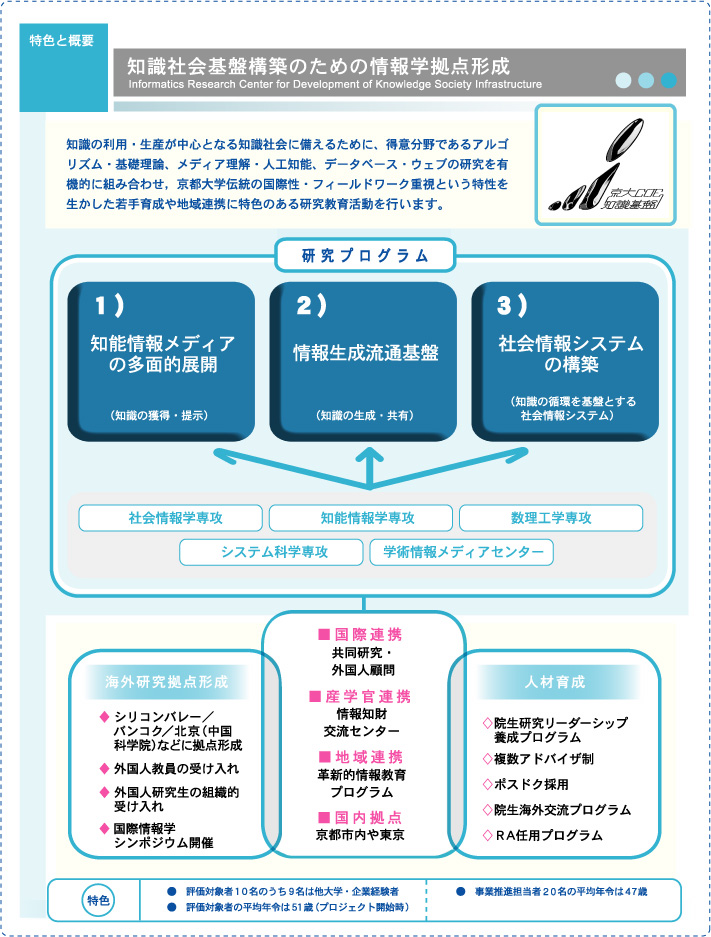 特色と概要
知識社会基盤構築のための情報学拠点形成
Informatics Research Center for Development of Knowledge Society Infrastructure
知識の利用・生産が中心となる知識社会に備えるために、得意分野であるアルゴ
リズム・基礎理論、メディア理解・人工知能、データベース・ウェブの研究を有
機的に組み合わせ，京都大学伝統の国際性・フィールドワーク重視という特性を
生かした若手育成や地域連携に特色のある研究教育活動を行います。
京大COE
知識基盤
研究プログラム
1）
知能情報メディア
の多面的展開
（知識の獲得・提示）
2）
情報生成流通基盤
（知識の生成・共有）
3）
社会情報システム
の構築
（知識の循環を基盤とする
社会情報システム）
社会情報学専攻
知能情報学専攻
数理工学専攻
システム科学専攻
学術情報メディアセンター
海外研究拠点形成
◆ シリコンバレー／
バンコク／北京（中国
科学院）などに拠点形成
◆ 外国人教員の受け入れ
◆ 外国人研究生の組織的
受け入れ
◆ 国際情報学
シンポジウム開催
■ 国際連携
共同研究・
外国人顧問
■ 産学官連携
情報知財
交流センター
■ 地域連携
革新的情報教育
プログラム
■ 国内拠点
京都市内や東京
人材育成
◇院生研究リーダーシップ
養成プログラム
◇複数アドバイザ制
◇ポスドク採用
◇院生海外交流プログラム
◇RA任用プログラム
特色
● 評価対象者10名のうち9名は他大学・企業経験者
● 評価対象者の平均年令は51歳（プロジェクト開始時）
● 事業推進担当者20名の平均年令は47歳